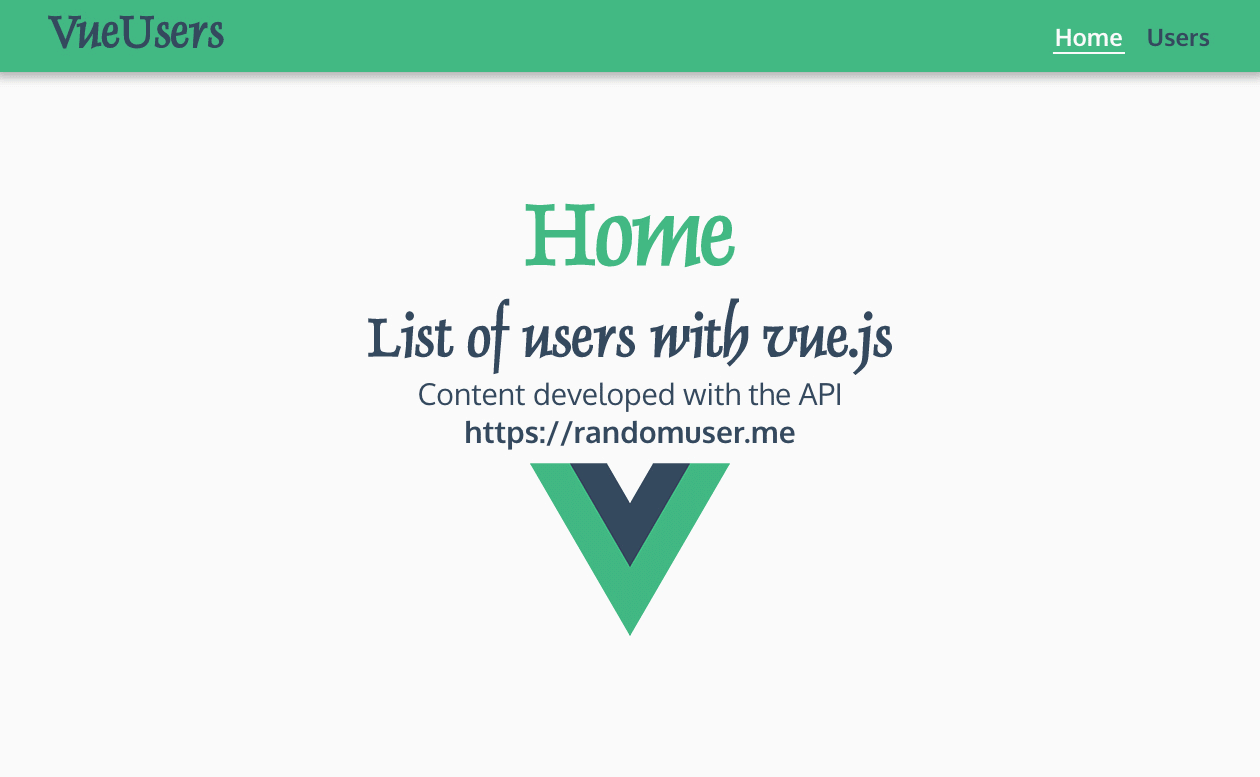 VueUsers
Home Users
Home
List of users with vue.js
Content developed with the API
https://randomuser.me